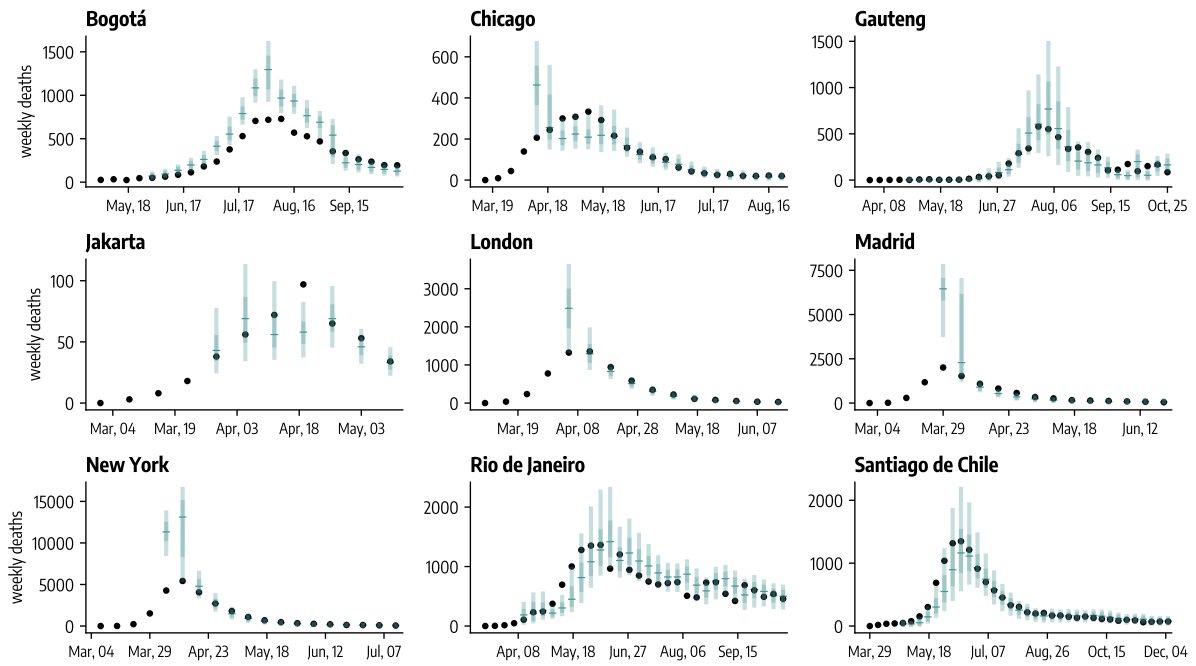 Bogotá
Chicago
Gauteng
weekly deaths
1500
1000
500
0
May, 18 Jun, 17 Jul, 17 Aug, 16 Sep, 15
600
400
200
0
Mar, 19 Apr, 18 May, 18 Jun, 17 Jul, 17 Aug, 16
1500
1000
500
0
Apr, 08 May, 18 Jun, 27 Aug, 06 Sep, 15 Oct, 25
Jakarta
London
Madrid
weekly deaths
100
50
0
Mar, 04 Mar, 19 Apr, 03 Apr, 18 May, 03
3000
2000
1000
0
Mar, 19 Apr, 08 Apr, 28 May, 18 Jun, 07
7500
5000
2500
0
Mar, 04 Mar, 29 Apr, 23 May, 18 Jun, 12
New York
Rio de Janeiro
Santiago de Chile
weekly deaths
15000
10000
5000
0
Mar, 04 Mar, 29 Apr, 23 May, 18 Jun, 12 Jul, 07
2000
1000
0
Apr, 08 May, 18 Jun, 27 Aug, 06 Sep, 15
2000
1000
0
Mar, 29 May, 18 Jul, 07 Aug, 26 Oct, 15 Dec, 04